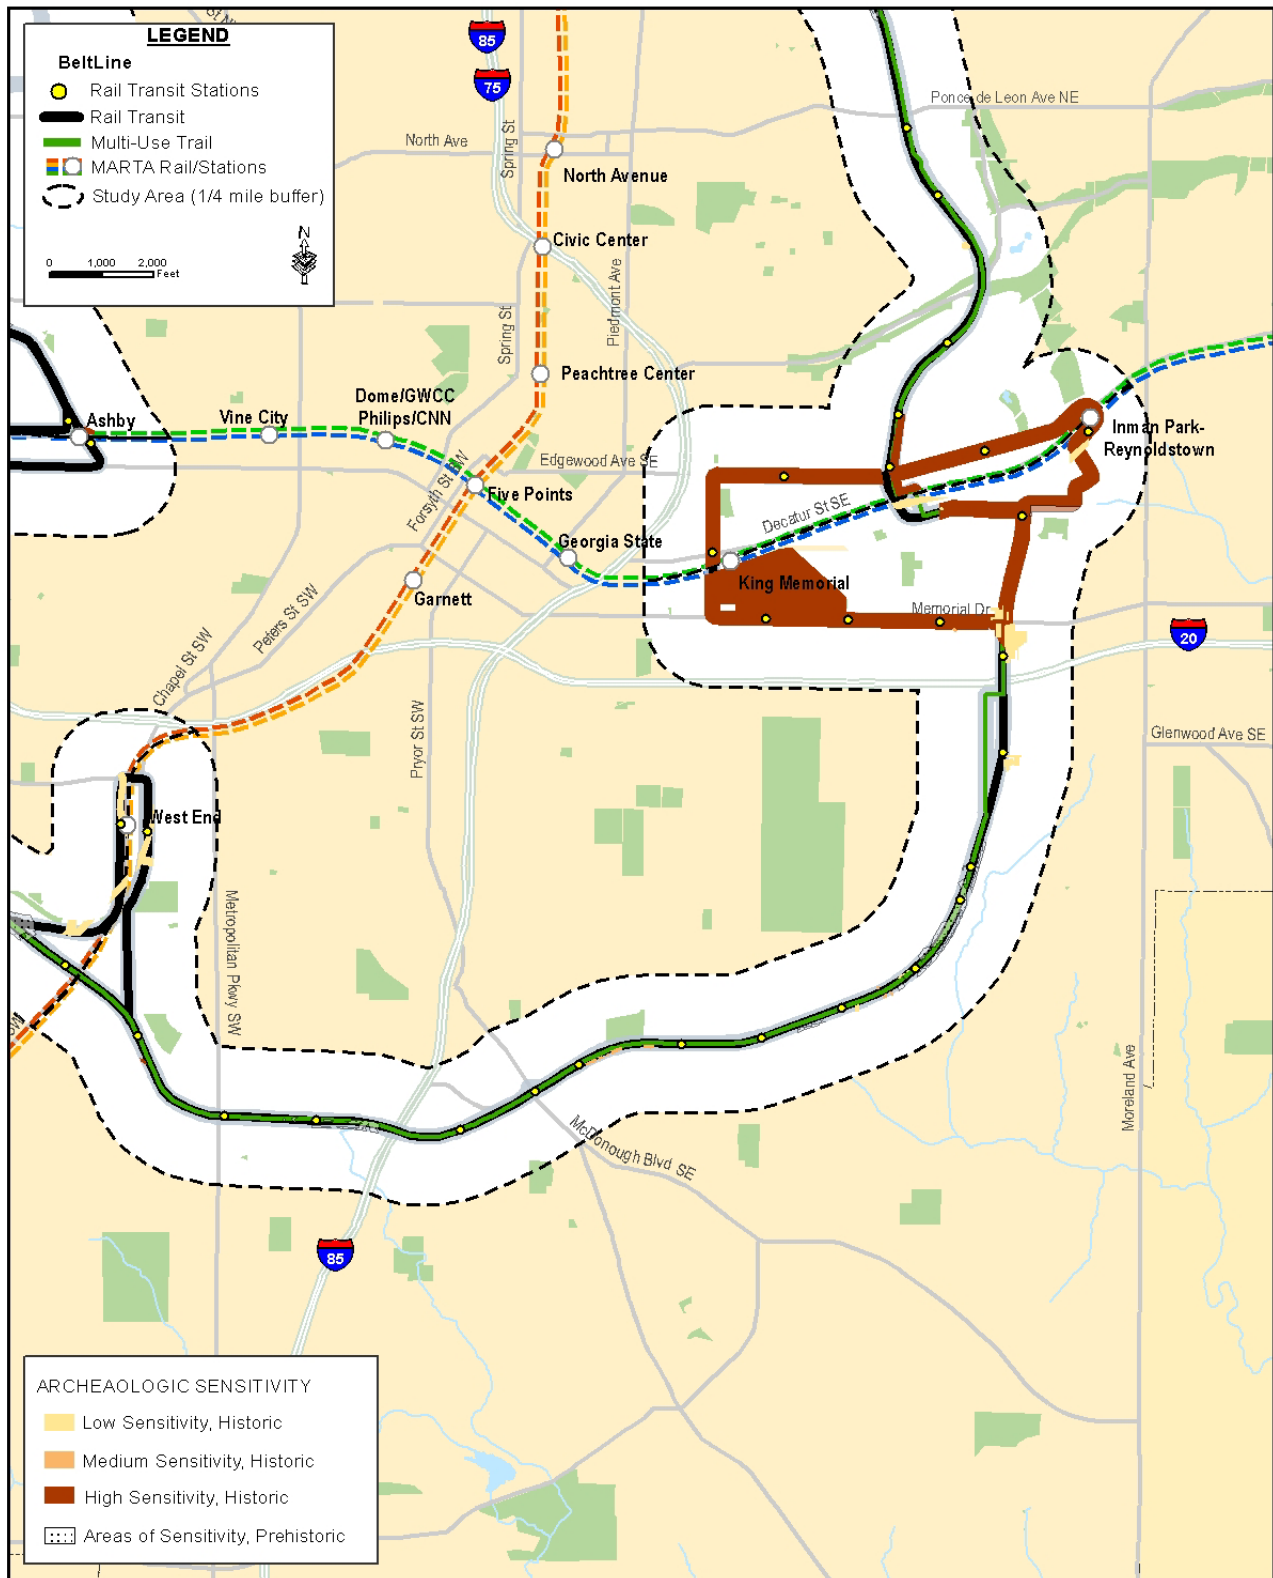 LEGEND
BeltLine
Rail Transit Stations
Rail Transit
Multi-Use Trail
MARTA Rail/Stations
Study Area (1/4 mile buffer)
N
0 1,000 2,000
Feet
85
75
Ponce de Leon Ave NE
North Ave
Spring St
North Avenue
Civic Center
Piedmont Ave
Spring St
Peachtree Center
Dome/GWCC
Philips/CNN
Ashby
Vine City
Inman Park-
Reynoldstown
Edgewood Ave SE
Forsyth St SW
Five Points
Decatur St SE
Georgia State
King Memorial
Garnett
Memorial Dr
Peters St SW
20
Chapel St SW
Pryor St SW
Glenwood Ave SE
West End
Metropolitan Pkwy SW
SW
Moreland Ave
McDonough Blvd SE
85
ARCHEAOLOGIC SENSITIVITY
Low Sensitivity, Historic
Medium Sensitivity, Historic
High Sensitivity, Historic
Areas of Sensitivity, Prehistoric